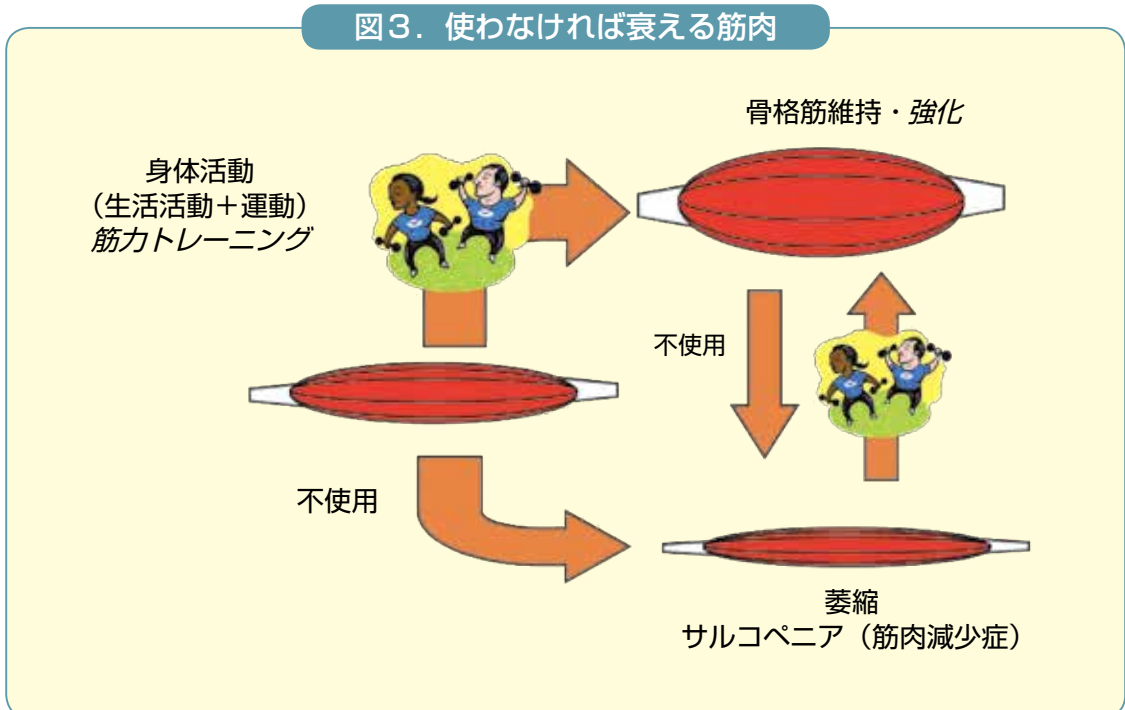 図3．使わなければ衰える筋肉
身体活動
（生活活動＋運動）
筋力トレーニング
骨格筋維持・強化
不使用
不使用
萎縮
サルコペニア（筋肉減少症）